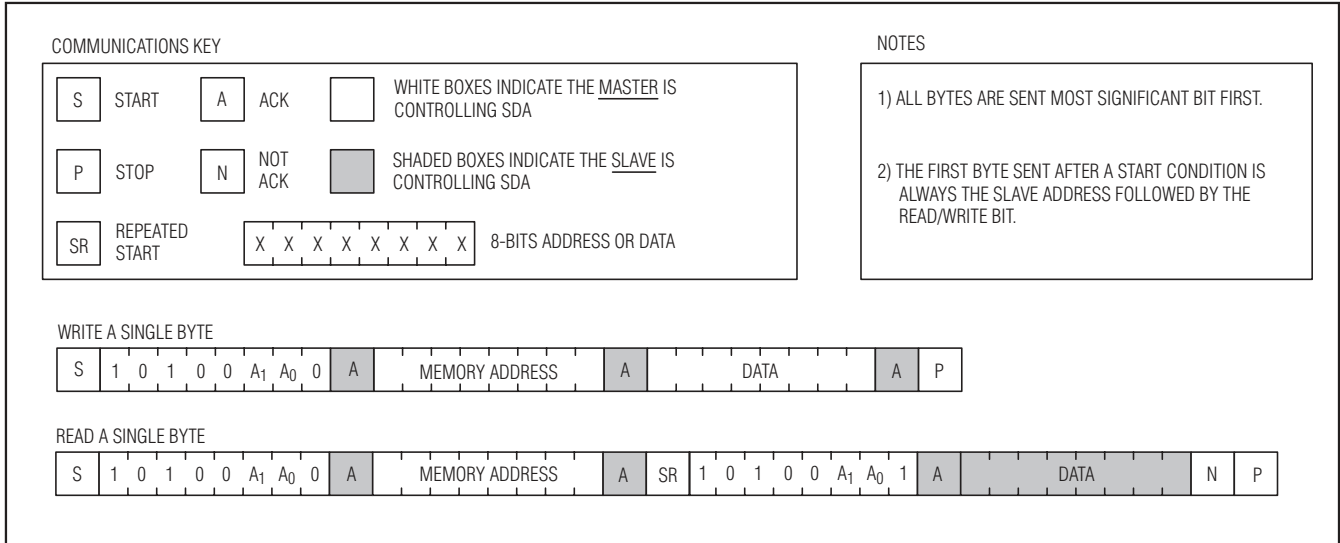 COMMUNICATIONS KEY
S START A ACK WHITE BOXES INDICATE THE MASTER IS
CONTROLLING SDA
P STOP N NOT
ACK SHADED BOXES INDICATE THE SLAVE IS
CONTROLLING SDA
SR REPEATED
START X X X X X X X X 8-BITS ADDRESS OR DATA
NOTES
1) ALL BYTES ARE SENT MOST SIGNIFICANT BIT FIRST.
2) THE FIRST BYTE SENT AFTER A START CONDITION IS
ALWAYS THE SLAVE ADDRESS FOLLOWED BY THE
READ/WRITE BIT.
WRITE A SINGLE BYTE
S 1 0 1 0 0 A₁ A₀ 0 A MEMORY ADDRESS A DATA A P
READ A SINGLE BYTE
S 1 0 1 0 0 A₁ A₀ 0 A MEMORY ADDRESS A SR 1 0 1 0 0 A₁ A₀ 1 A DATA N P